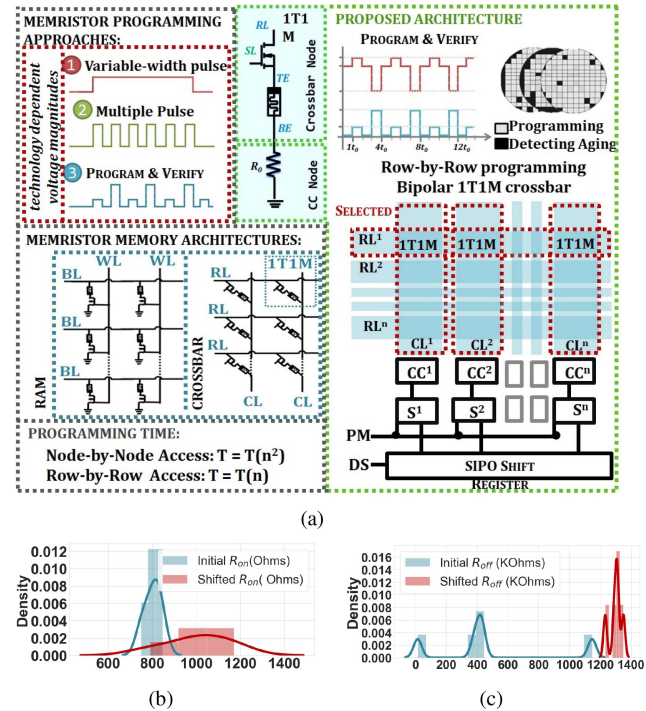 MEMRISTOR PROGRAMMING
APPROACHES:
technology dependent
voltage magnitudes
1 Variable-width pulse
2 Multiple Pulse
3 PROGRAM & VERIFY
RL
1T1
M
SL
TE
BE
R0
Crossbar Node
CC Node
MEMRISTOR MEMORY ARCHITECTURES:
WL WL
BL
BL
BL
RAM
RL 1T1M
RL
RL
CL CL
CROSSBAR
PROGRAMMING TIME:
Node-by-Node Access: T = T(n²)
Row-by-Row Access: T = T(n)
PROPOSED ARCHITECTURE
PROGRAM & VERIFY
1t₀ 4t₀ 8t₀ 12t₀
Programming
Detecting Aging
Row-by-Row programming
Bipolar 1T1M crossbar
SELECTED
RL¹ 1T1M 1T1M 1T1M
RL²
RLⁿ
CL¹ CL² CLⁿ
CC¹ CC² CCⁿ
S¹ S² Sⁿ
PM
DS
SIPO SHIFT
REGISTER
(a)
Density
0.012
0.010
0.008
0.006
0.004
0.002
0.000
Initial Ron(Ohms)
Shifted Ron( Ohms)
600 800 1000 1200 1400
(b)
Density
0.016
0.014
0.012
0.010
0.008
0.006
0.004
0.002
0.000
Initial Roff (KOhms)
Shifted Roff (KOhms)
0 200 400 600 800 1000 1200 1400
(c)